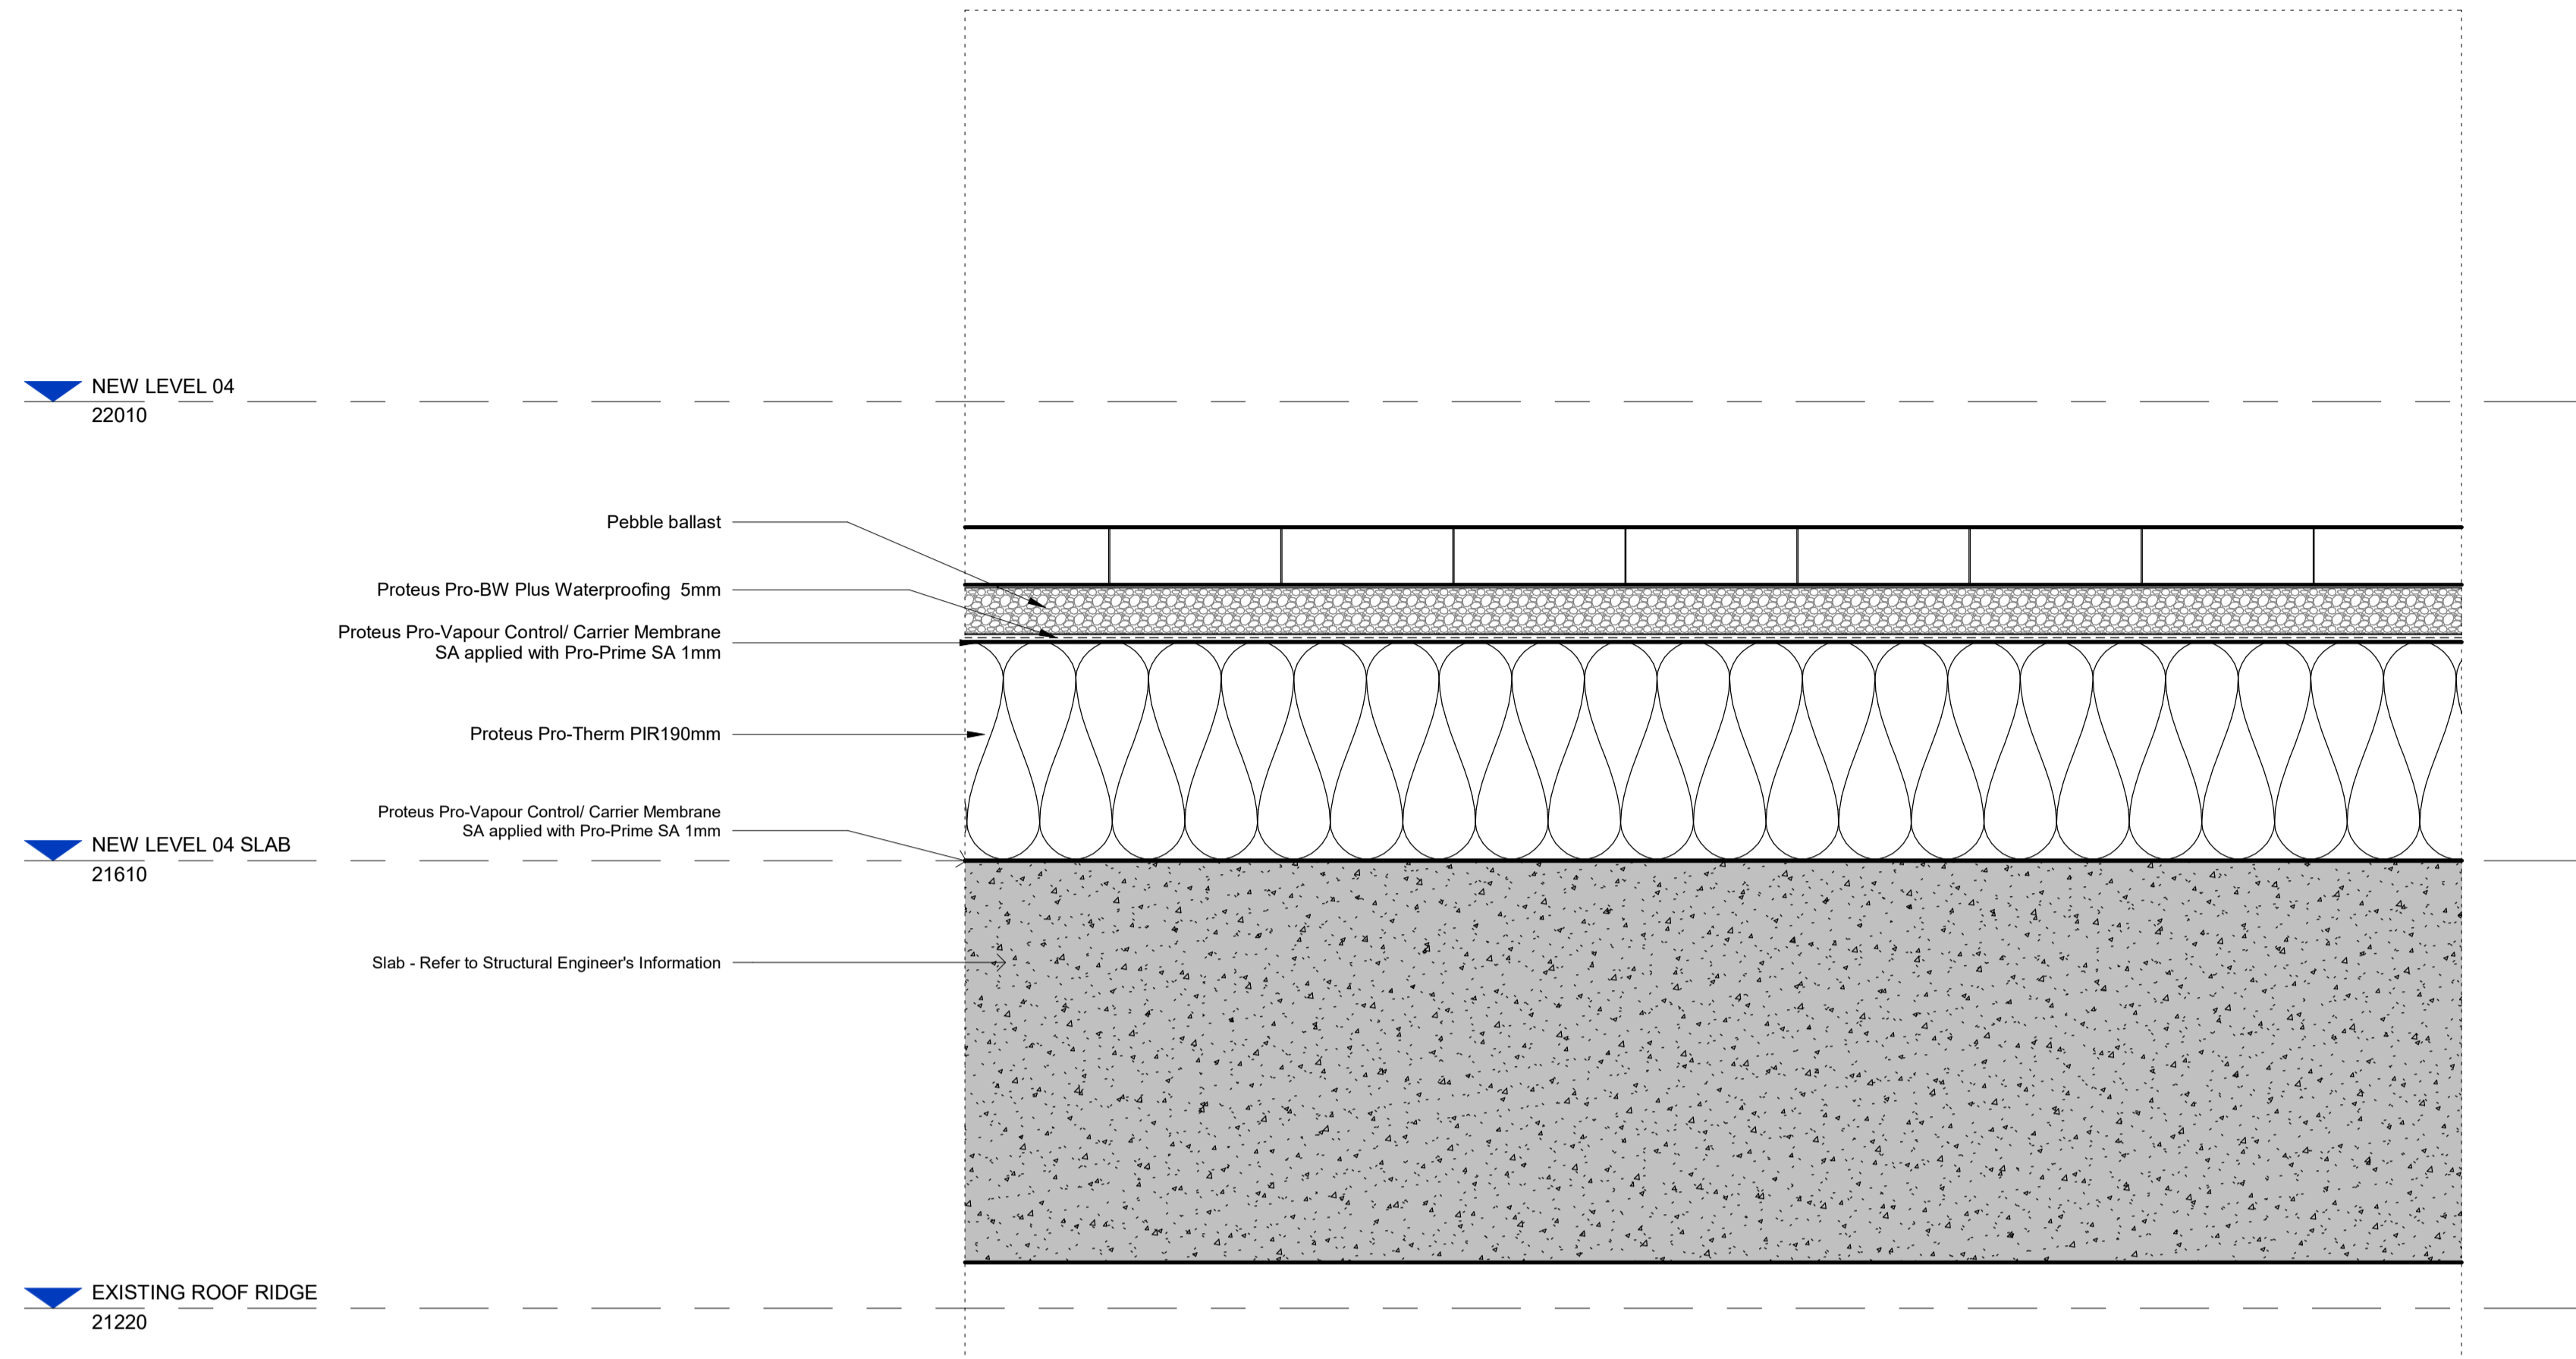 NEW LEVEL 04
22010
Pebble ballast
Proteus Pro-BW Plus Waterproofing  5mm
Proteus Pro-Vapour Control/ Carrier Membrane
SA applied with Pro-Prime SA 1mm
Proteus Pro-Therm PIR190mm
Proteus Pro-Vapour Control/ Carrier Membrane
SA applied with Pro-Prime SA 1mm
NEW LEVEL 04 SLAB
21610
Slab - Refer to Structural Engineer's Information
EXISTING ROOF RIDGE
21220